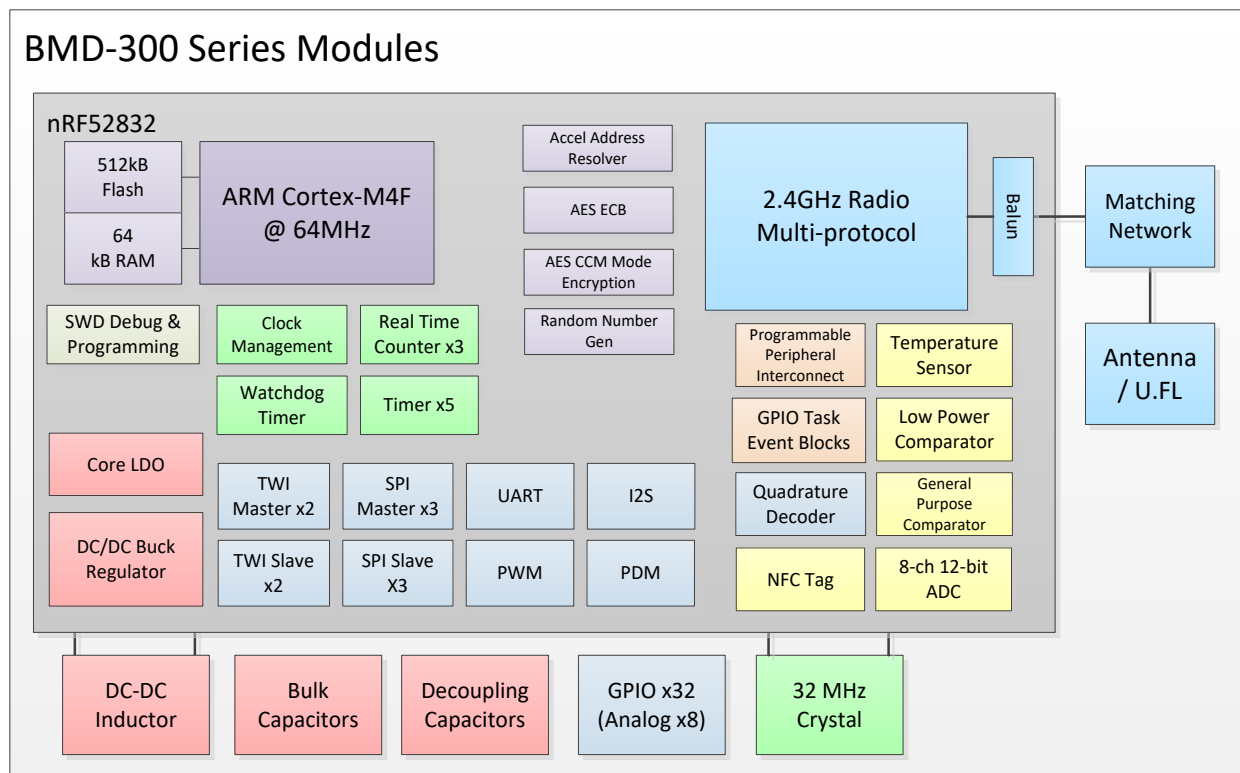 BMD-300 Series Modules
nRF52832
512kB
Flash
64
kB RAM
ARM Cortex-M4F
@ 64MHz
Accel Address
Resolver
AES ECB
AES CCM Mode
Encryption
Random Number
Gen
2.4GHz Radio
Multi-protocol
Balun
Matching
Network
Antenna
/ U.FL
SWD Debug &
Programming
Clock
Management
Real Time
Counter x3
Watchdog
Timer
Timer x5
Programmable
Peripheral
Interconnect
Temperature
Sensor
GPIO Task
Event Blocks
Low Power
Comparator
Core LDO
DC/DC Buck
Regulator
TWI
Master x2
SPI
Master x3
UART
I2S
Quadrature
Decoder
General
Purpose
Comparator
TWI Slave
x2
SPI Slave
X3
PWM
PDM
NFC Tag
8-ch 12-bit
ADC
DC-DC
Inductor
Bulk
Capacitors
Decoupling
Capacitors
GPIO x32
(Analog x8)
32 MHz
Crystal